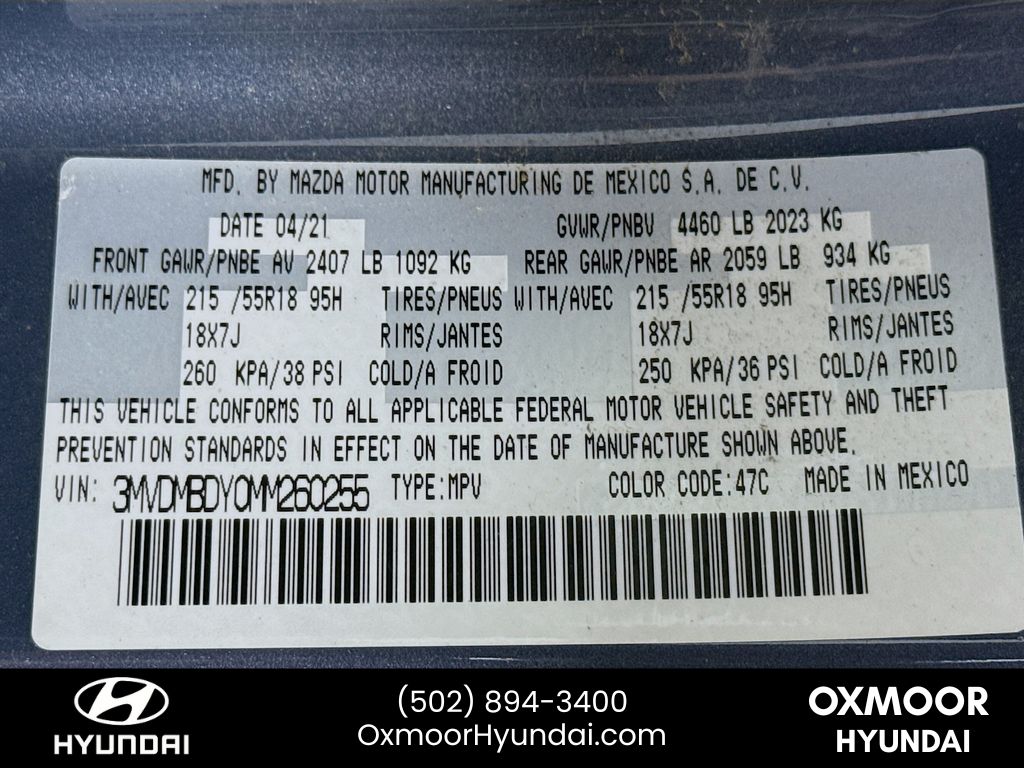 MFD. BY MAZDA MOTOR MANUFACTURING DE MEXICO S.A. DE C.V.
DATE 04/21 GVWR/PNBV 4460 LB 2023 KG
FRONT GAWR/PNBE AV 2407 LB 1092 KG REAR GAWR/PNBE AR 2059 LB 934 KG
WITH/AVEC 215 /55R18 95H TIRES/PNEUS WITH/AVEC 215 /55R18 95H TIRES/PNEUS
18X7J RIMS/JANTES 18X7J RIMS/JANTES
260 KPA/38 PSI COLD/A FROID 250 KPA/36 PSI COLD/A FROID
THIS VEHICLE CONFORMS TO ALL APPLICABLE FEDERAL MOTOR VEHICLE SAFETY AND THEFT
PREVENTION STANDARDS IN EFFECT ON THE DATE OF MANUFACTURE SHOWN ABOVE.
VIN: 3MVDMBDY0MM260255 TYPE:MPV COLOR CODE:47C MADE IN MEXICO
HYUNDAI
(502) 894-3400
OxmoorHyundai.com
OXMOOR
HYUNDAI